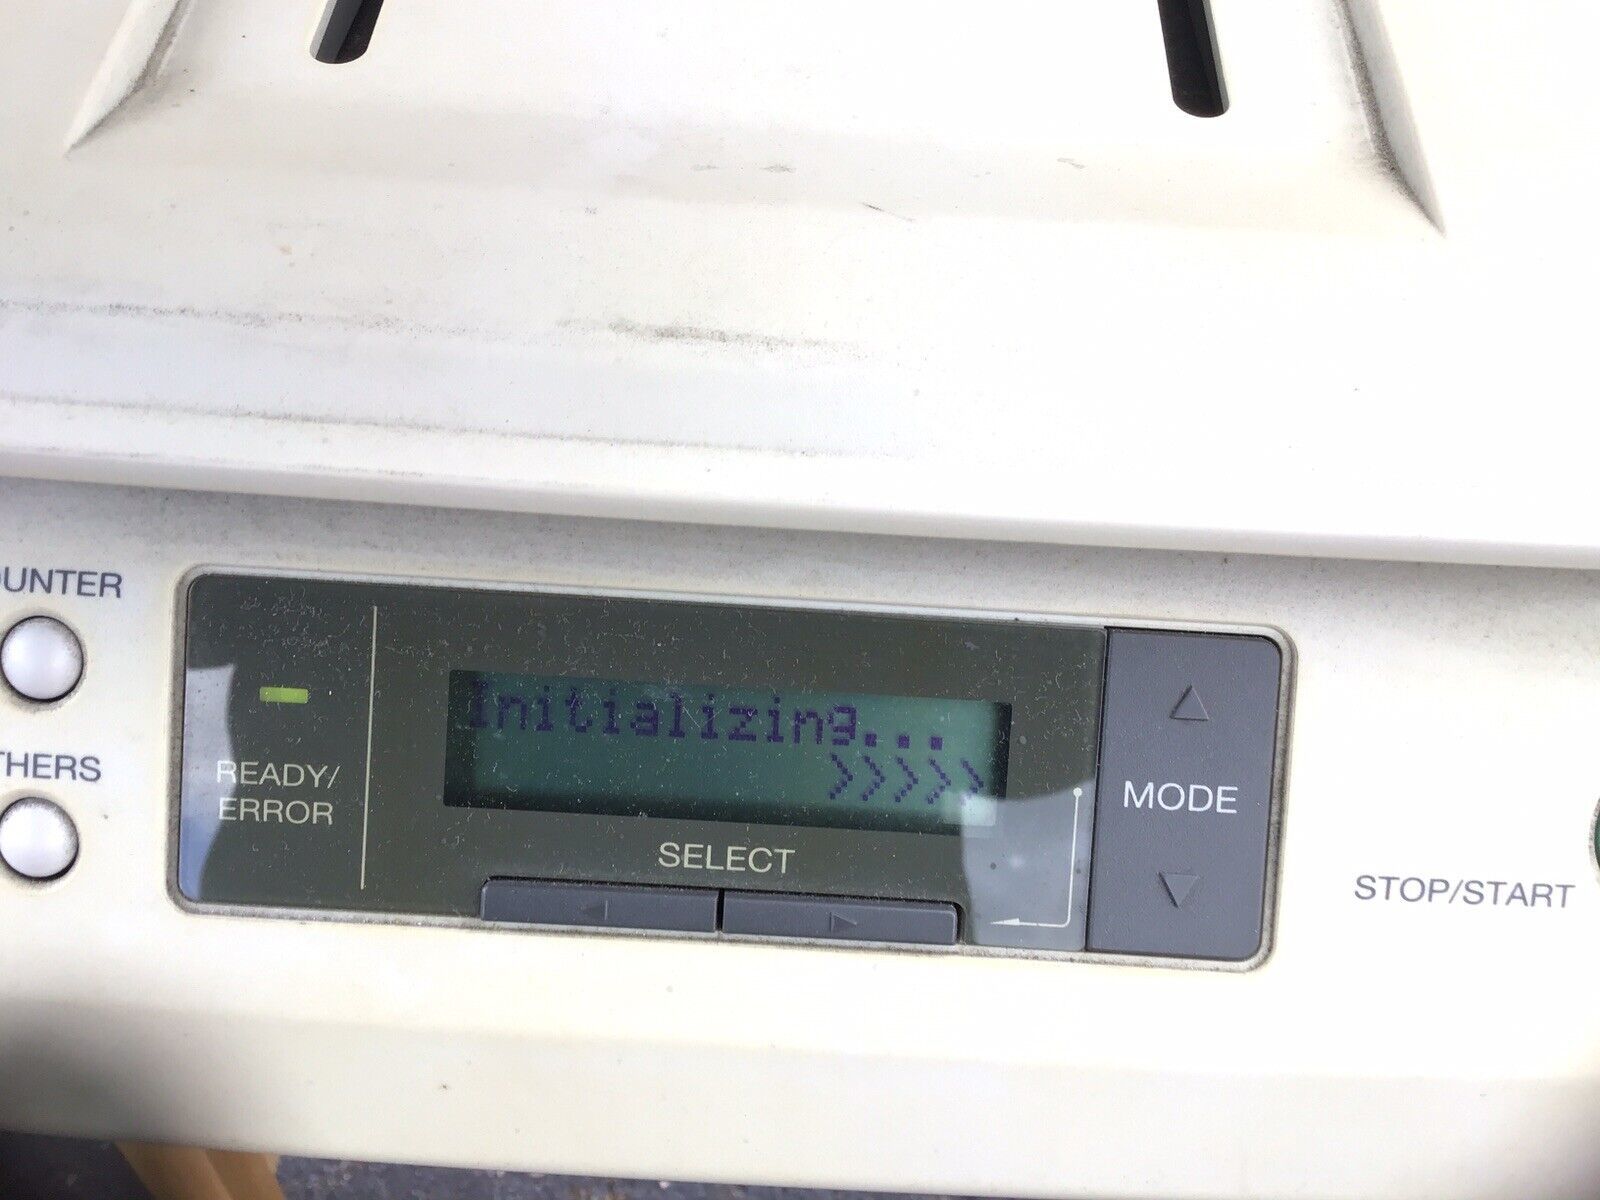 UNTER
THERS
READY/
ERROR
Initializing...
>>>>>
SELECT
MODE
STOP/START